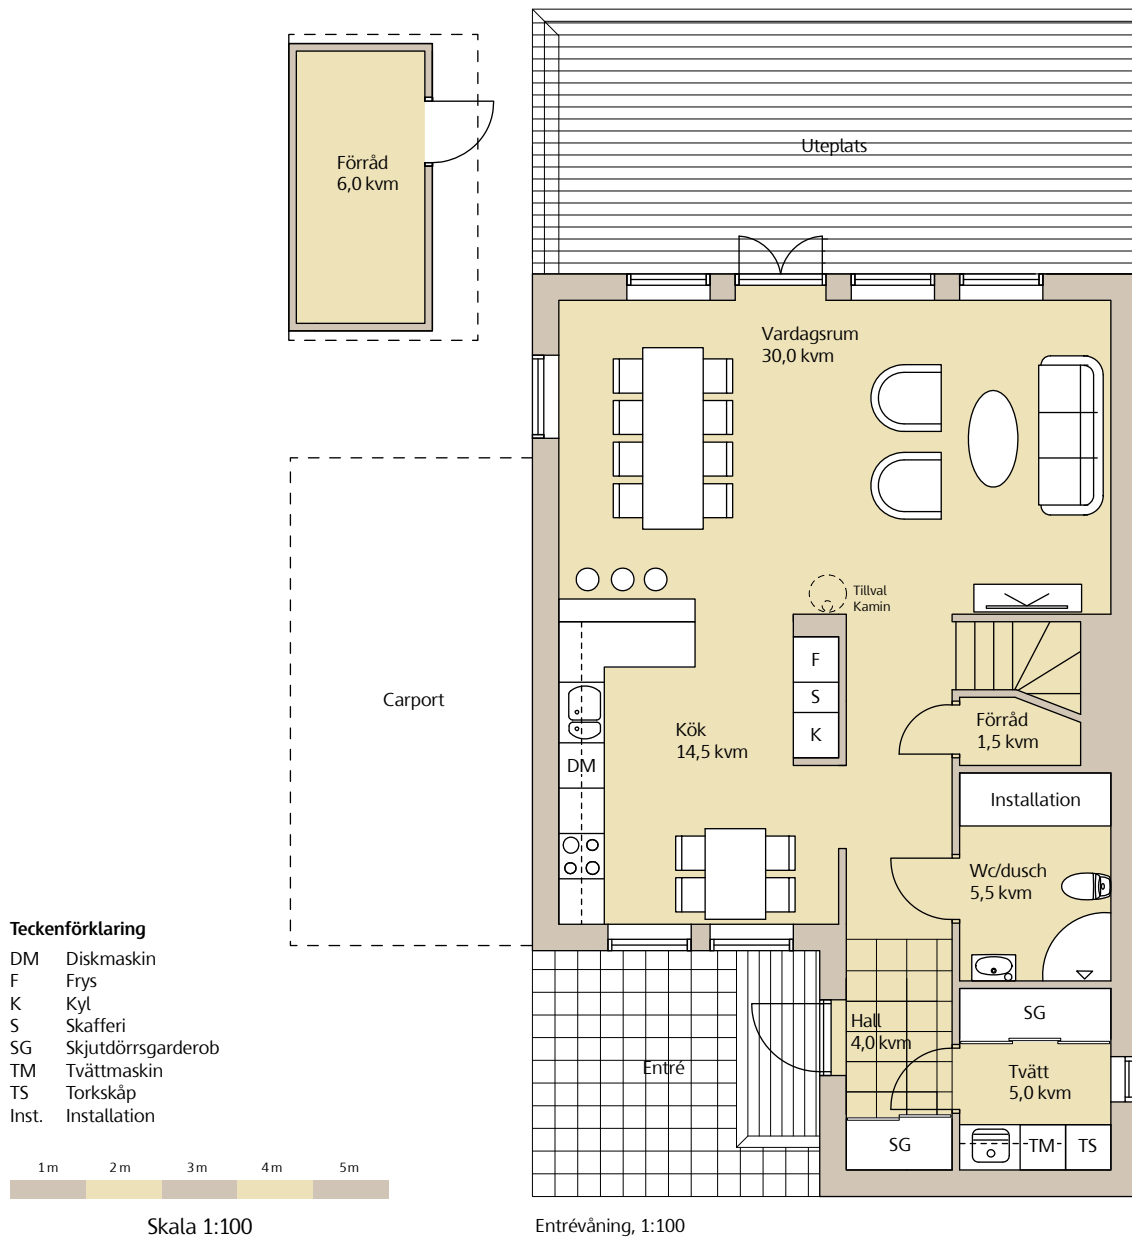 Uteplats
Förråd
6,0 kvm
Vardagsrum
30,0 kvm
Tillval
Kamin
Carport
F
S
K
Kök
14,5 kvm
DM
Förråd
1,5 kvm
Installation
Wc/dusch
5,5 kvm
Teckenförklaring
DM Diskmaskin
F Frys
K Kyl
S Skafferi
SG Skjutdörrsgarderob
TM Tvättmaskin
TS Torkskåp
Inst. Installation
Entré
Hall
4,0 kvm
SG
Tvätt
5,0 kvm
SG
TM
TS
1 m 2 m 3 m 4 m 5 m
Skala 1:100
Entrévåning, 1:100